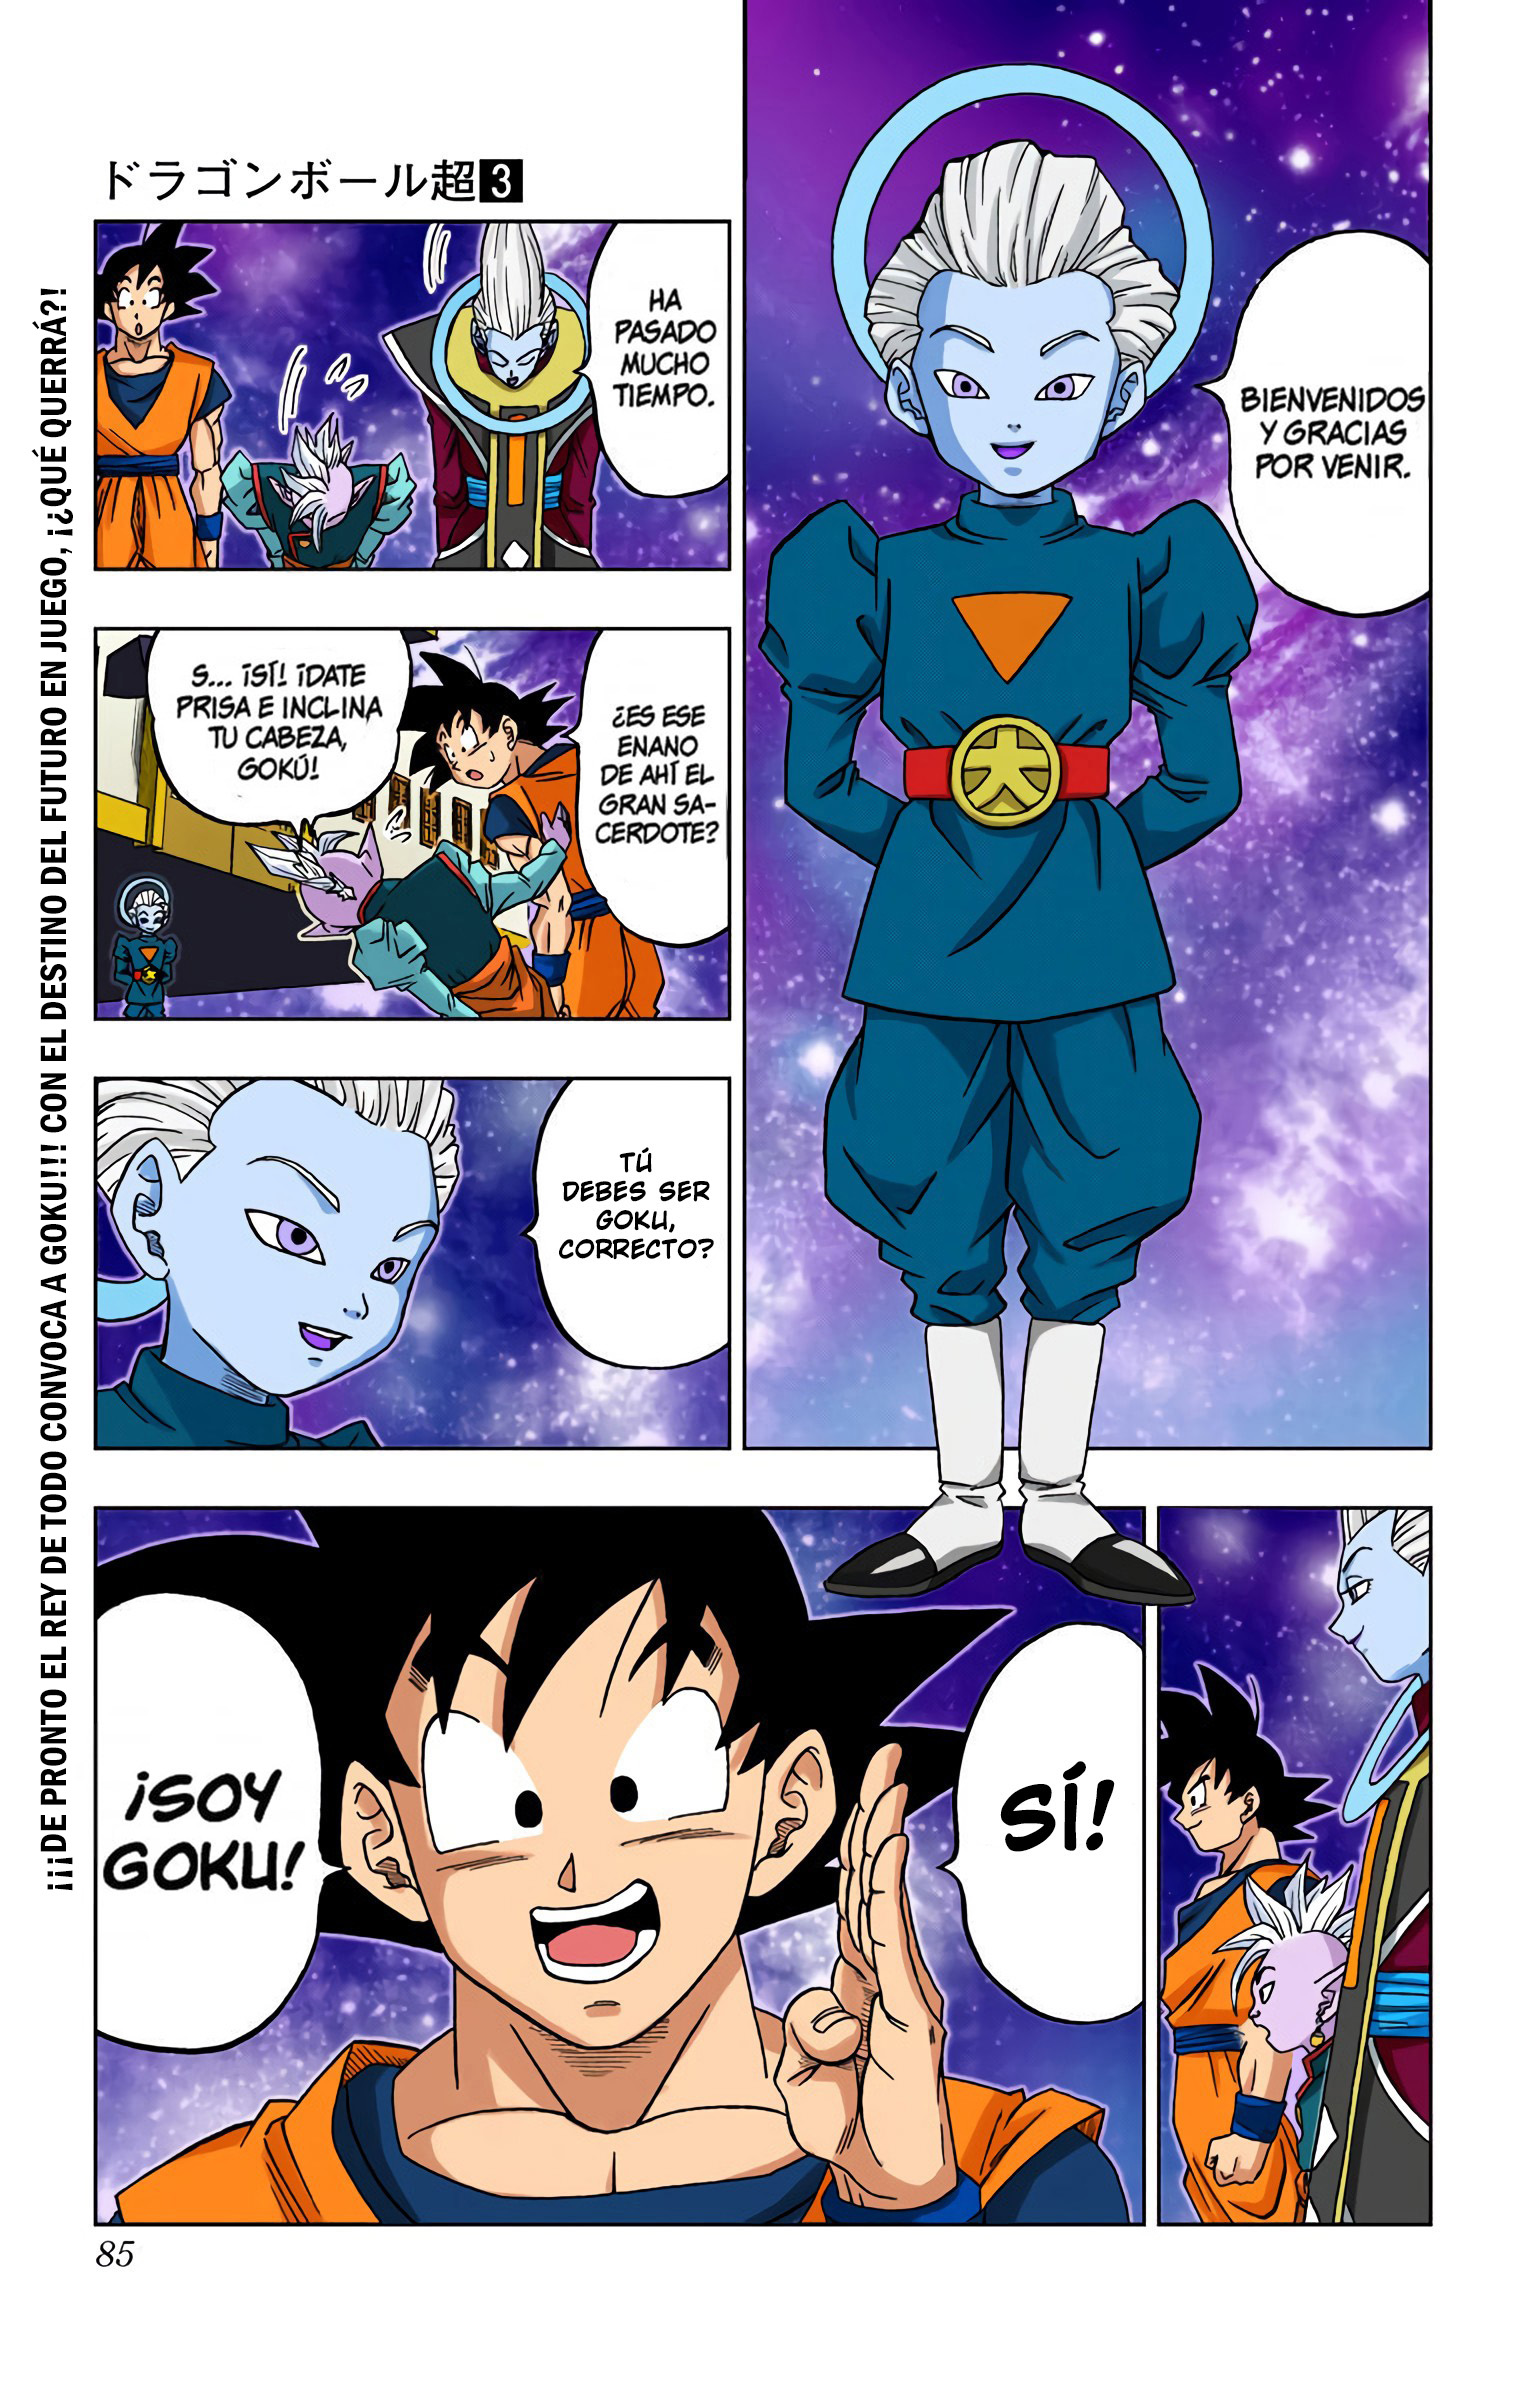 ドラゴンボール超3
¡¡¡DE PRONTO EL REY DE TODO CONVOCA A GOKU!!! CON EL DESTINO DEL FUTURO EN JUEGO, ¡¿QUÉ QUERRÁ?!
BIENVENIDOS
Y GRACIAS
POR VENIR.
大
HA
PASADO
MUCHO
TIEMPO.
¿ES ESE
ENANO
DE AHÍ EL
GRAN SA-
CERDOTE?
S... ¡SÍ! ¡DATE
PRISA E INCLINA
TU CABEZA,
GOKÚ!
TÚ
DEBES SER
GOKU,
CORRECTO?
SÍ!
¡SOY
GOKU!
85